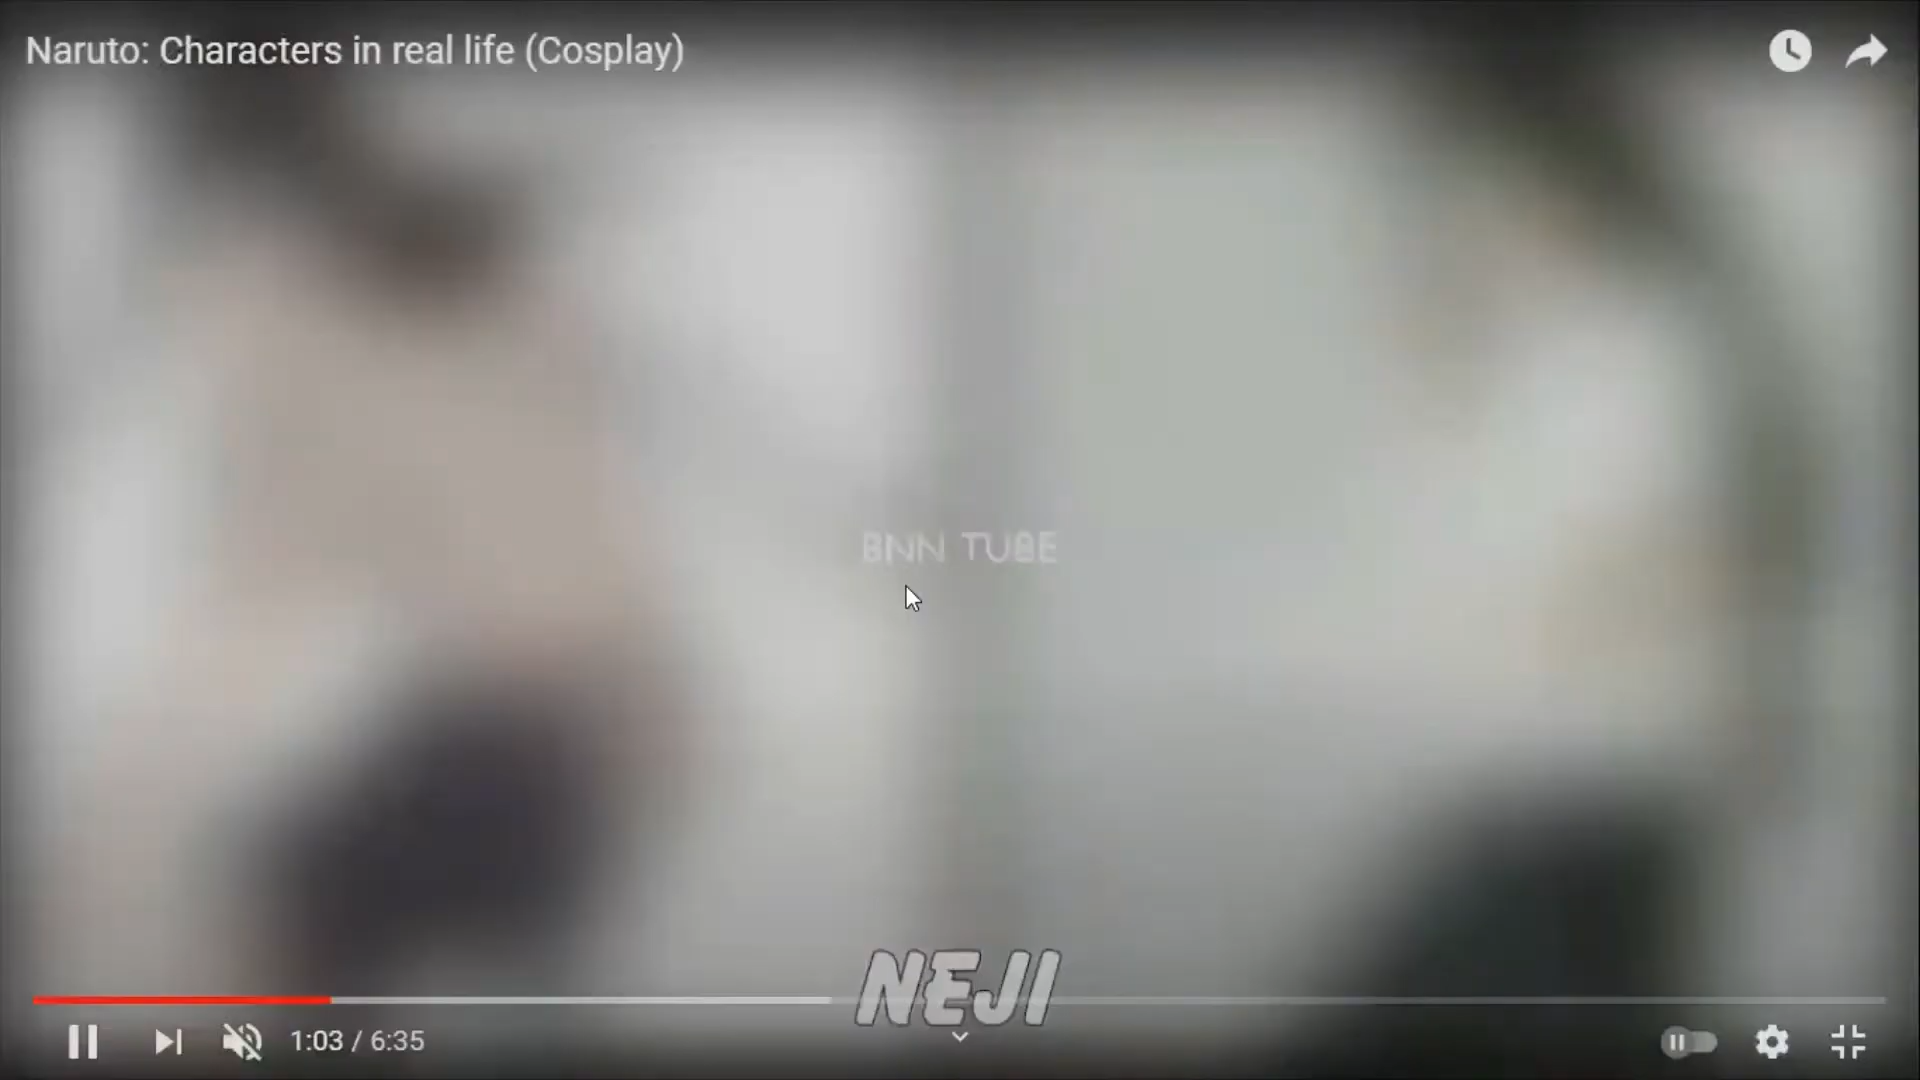 Naruto: Characters in real life (Cosplay)
BNN TUBE
NEJI
1:03 / 6:35